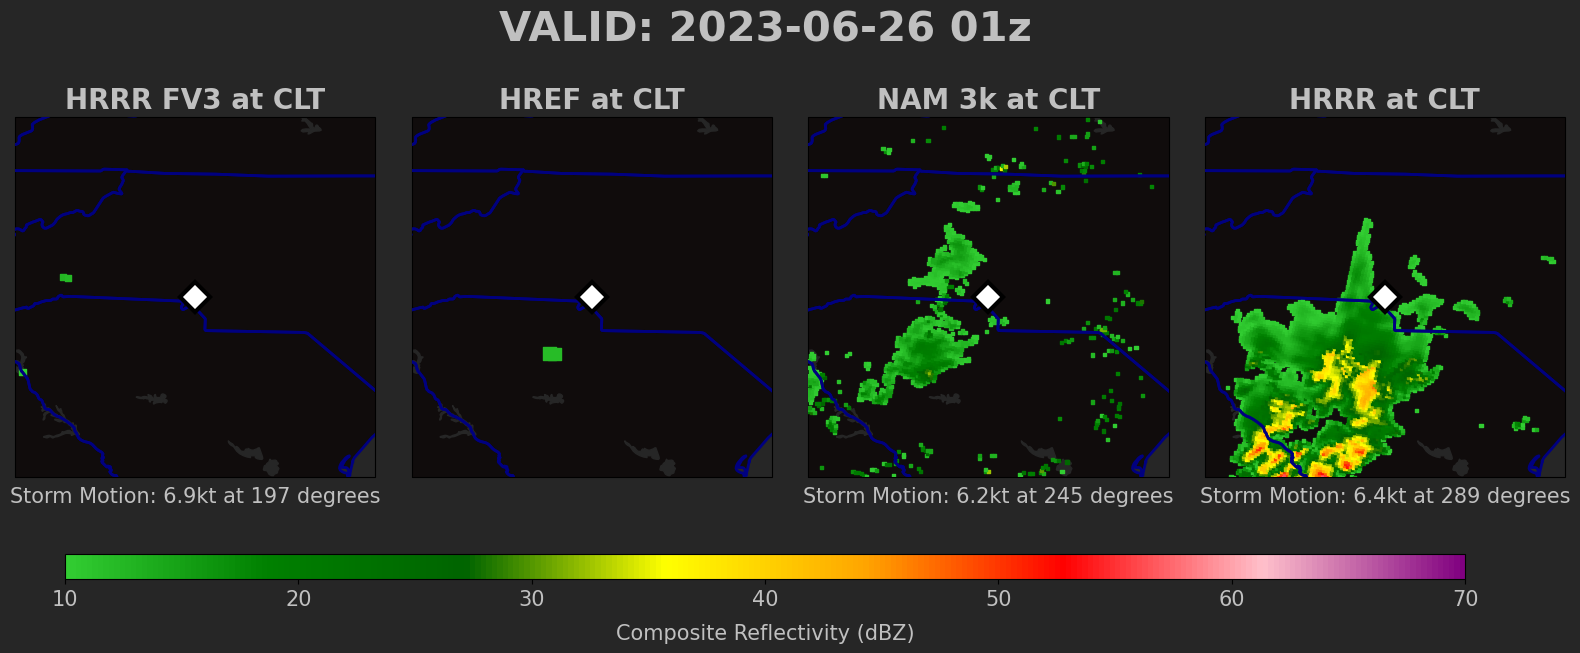 VALID: 2023-06-26 01z
HRRR FV3 at CLT
HREF at CLT
NAM 3k at CLT
HRRR at CLT
Storm Motion: 6.9kt at 197 degrees
Storm Motion: 6.2kt at 245 degrees
Storm Motion: 6.4kt at 289 degrees
10 20 30 40 50 60 70
Composite Reflectivity (dBZ)